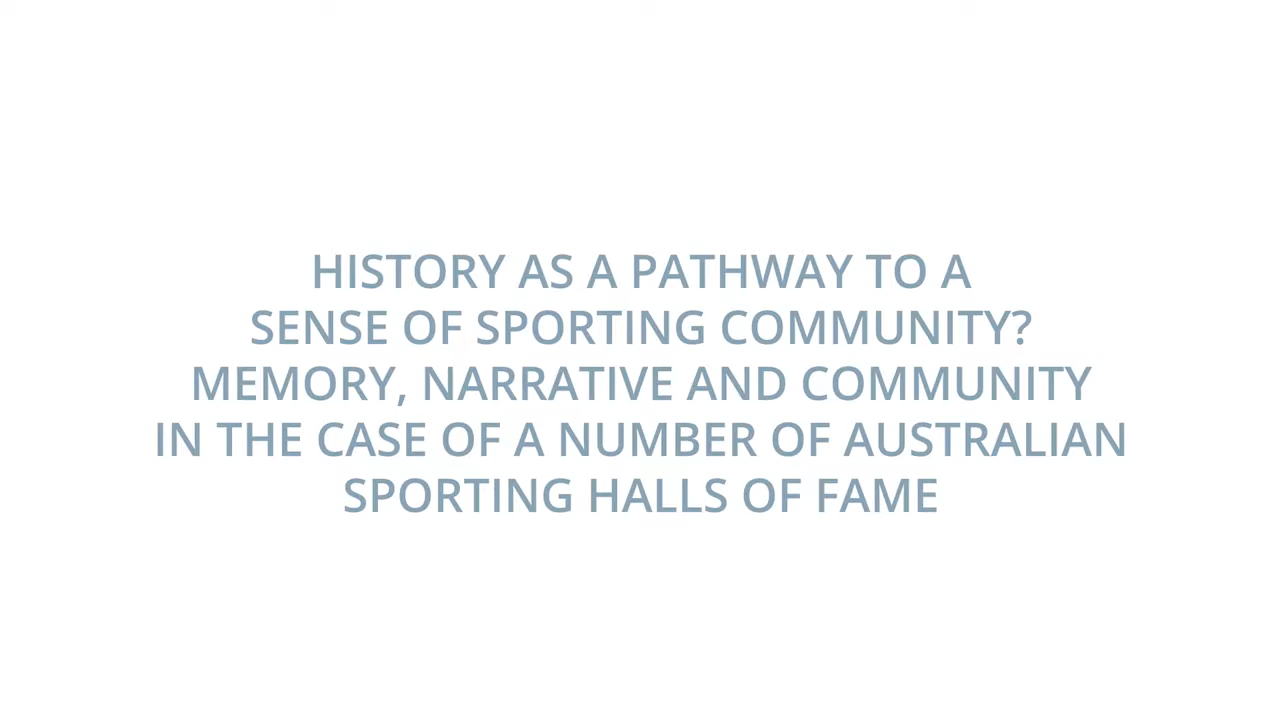 HISTORY AS A PATHWAY TO A
SENSE OF SPORTING COMMUNITY?
MEMORY, NARRATIVE AND COMMUNITY
IN THE CASE OF A NUMBER OF AUSTRALIAN
SPORTING HALLS OF FAME